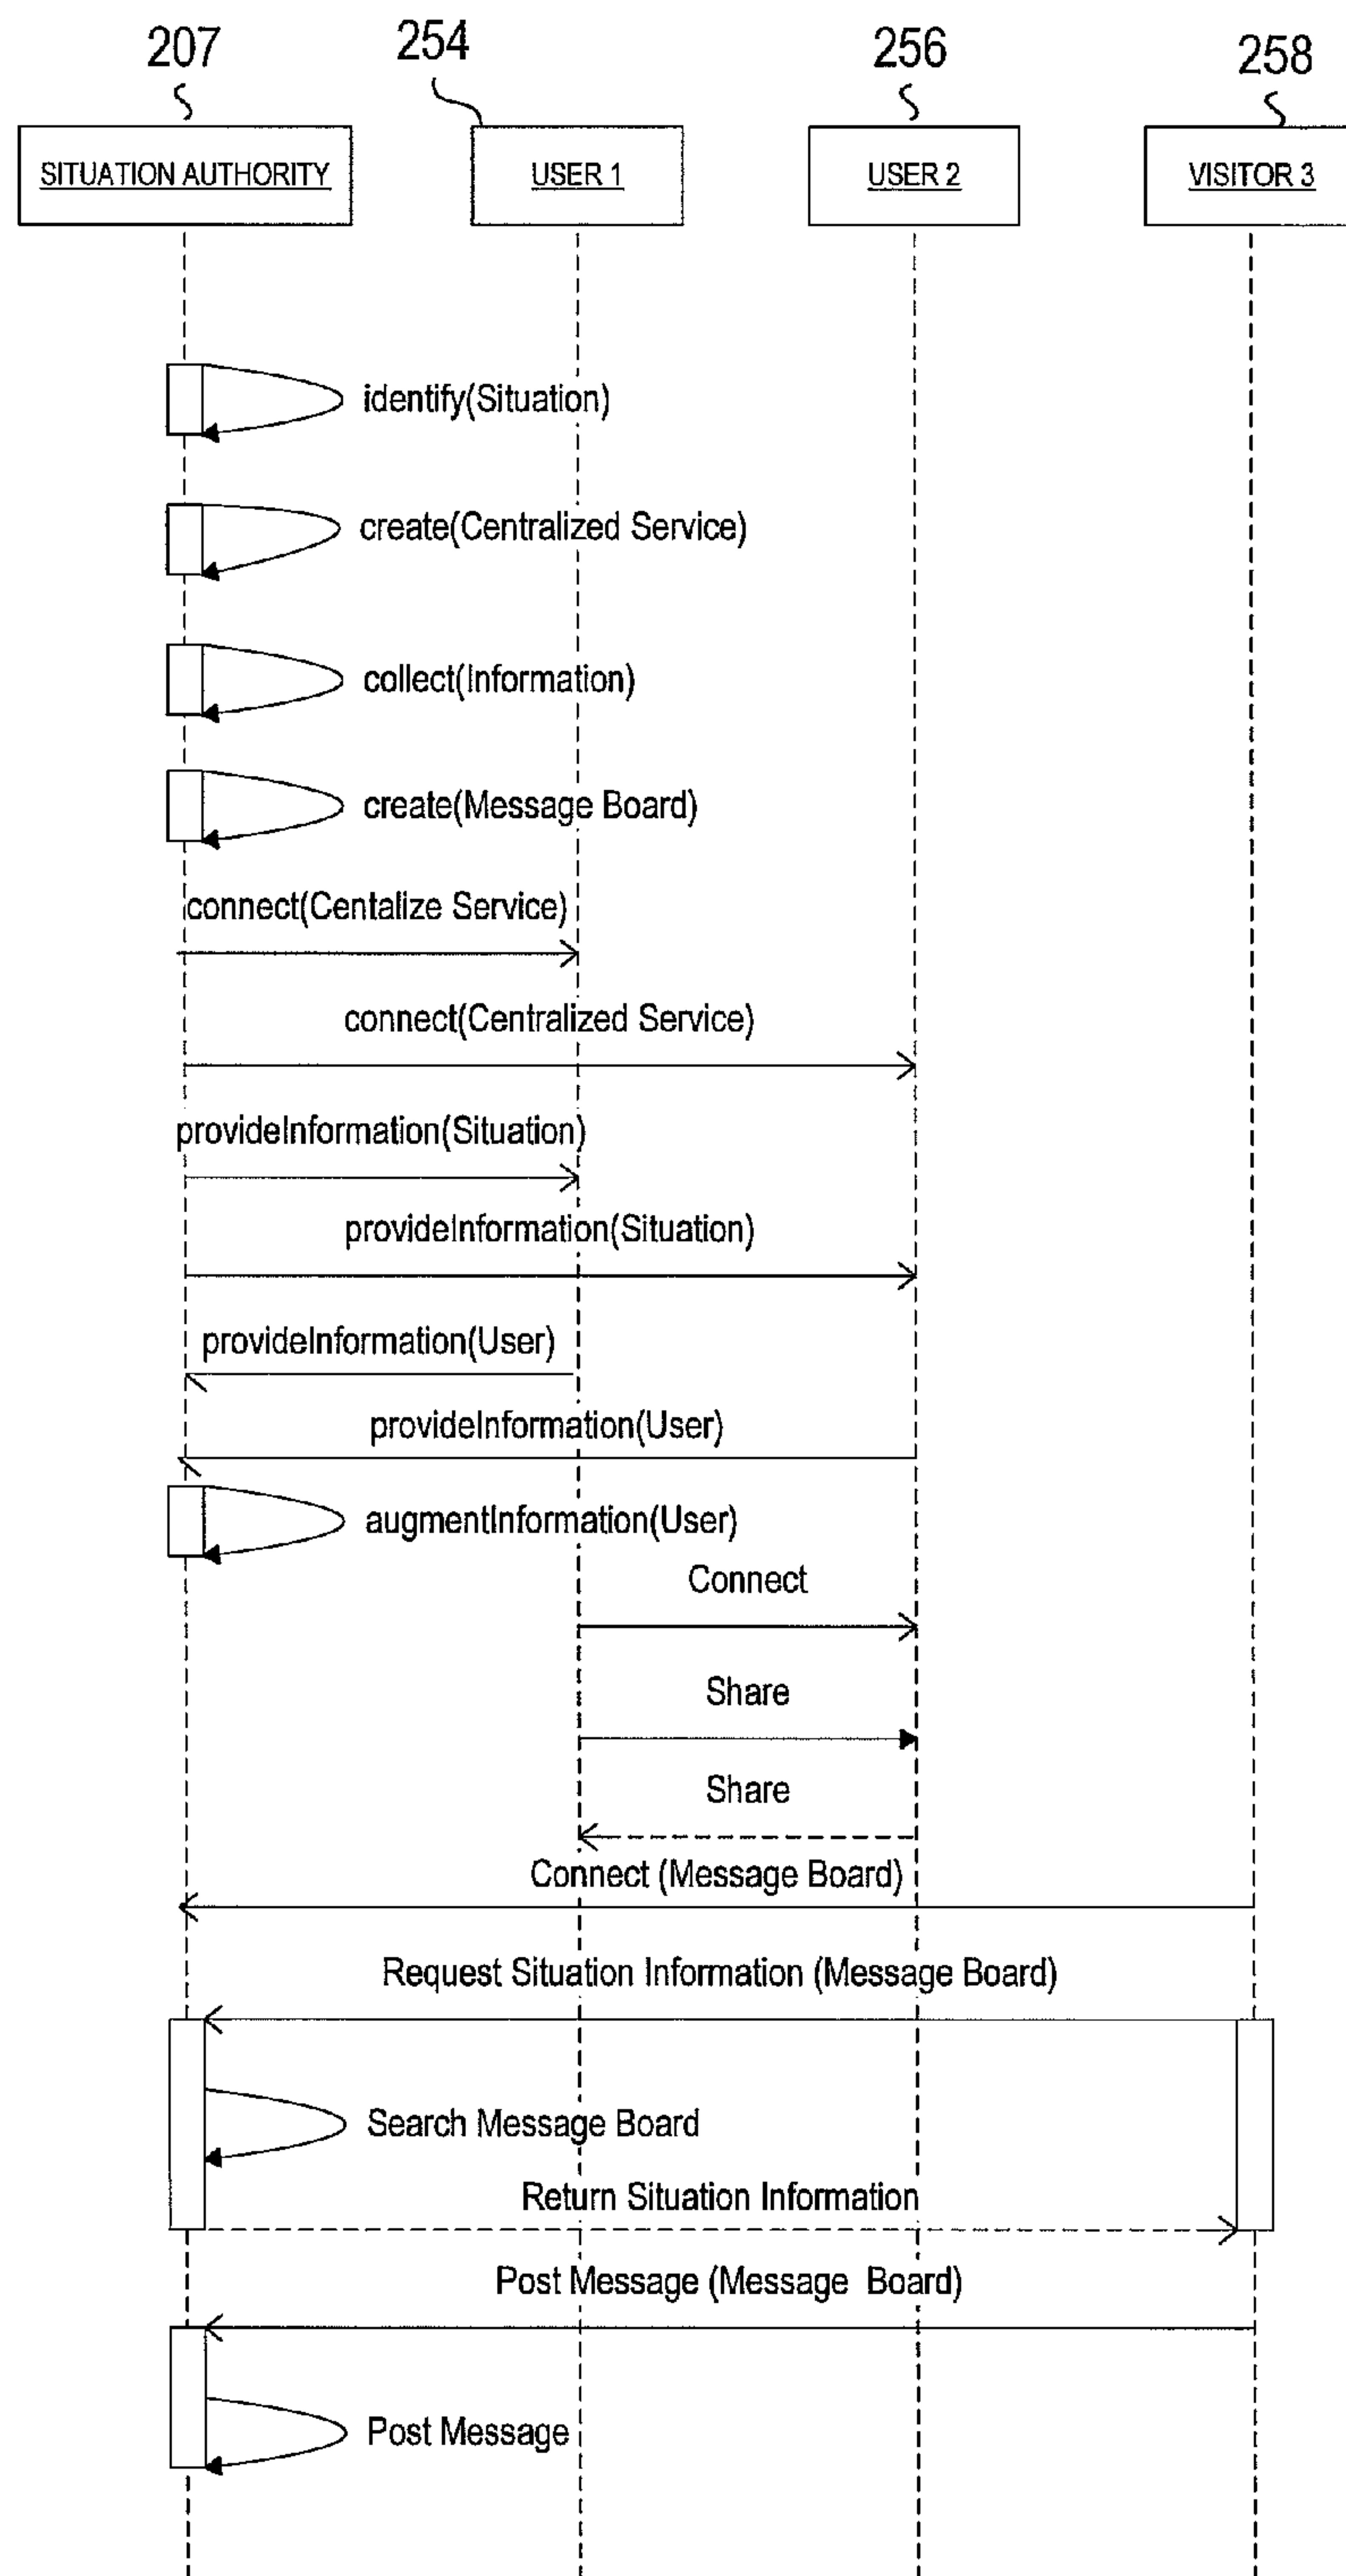 207
254
256
258
SITUATION AUTHORITY
USER 1
USER 2
VISITOR 3
identify(Situation)
create(Centralized Service)
collect(Information)
create(Message Board)
connect(Centalize Service)
connect(Centralized Service)
provideInformation(Situation)
provideInformation(Situation)
provideInformation(User)
provideInformation(User)
augmentInformation(User)
Connect
Share
Share
Connect (Message Board)
Request Situation Information (Message Board)
Search Message Board
Return Situation Information
Post Message (Message Board)
Post Message